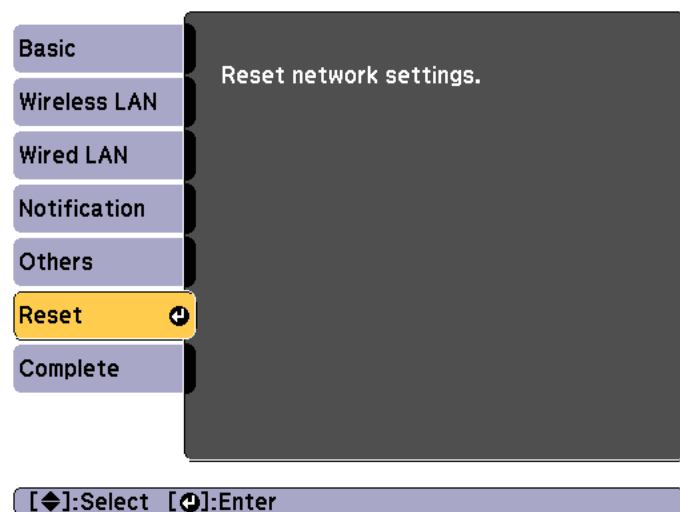 Basic
Reset network settings.
Wireless LAN
Wired LAN
Notification
Others
Reset
Complete
[◆]:Select [↵]:Enter